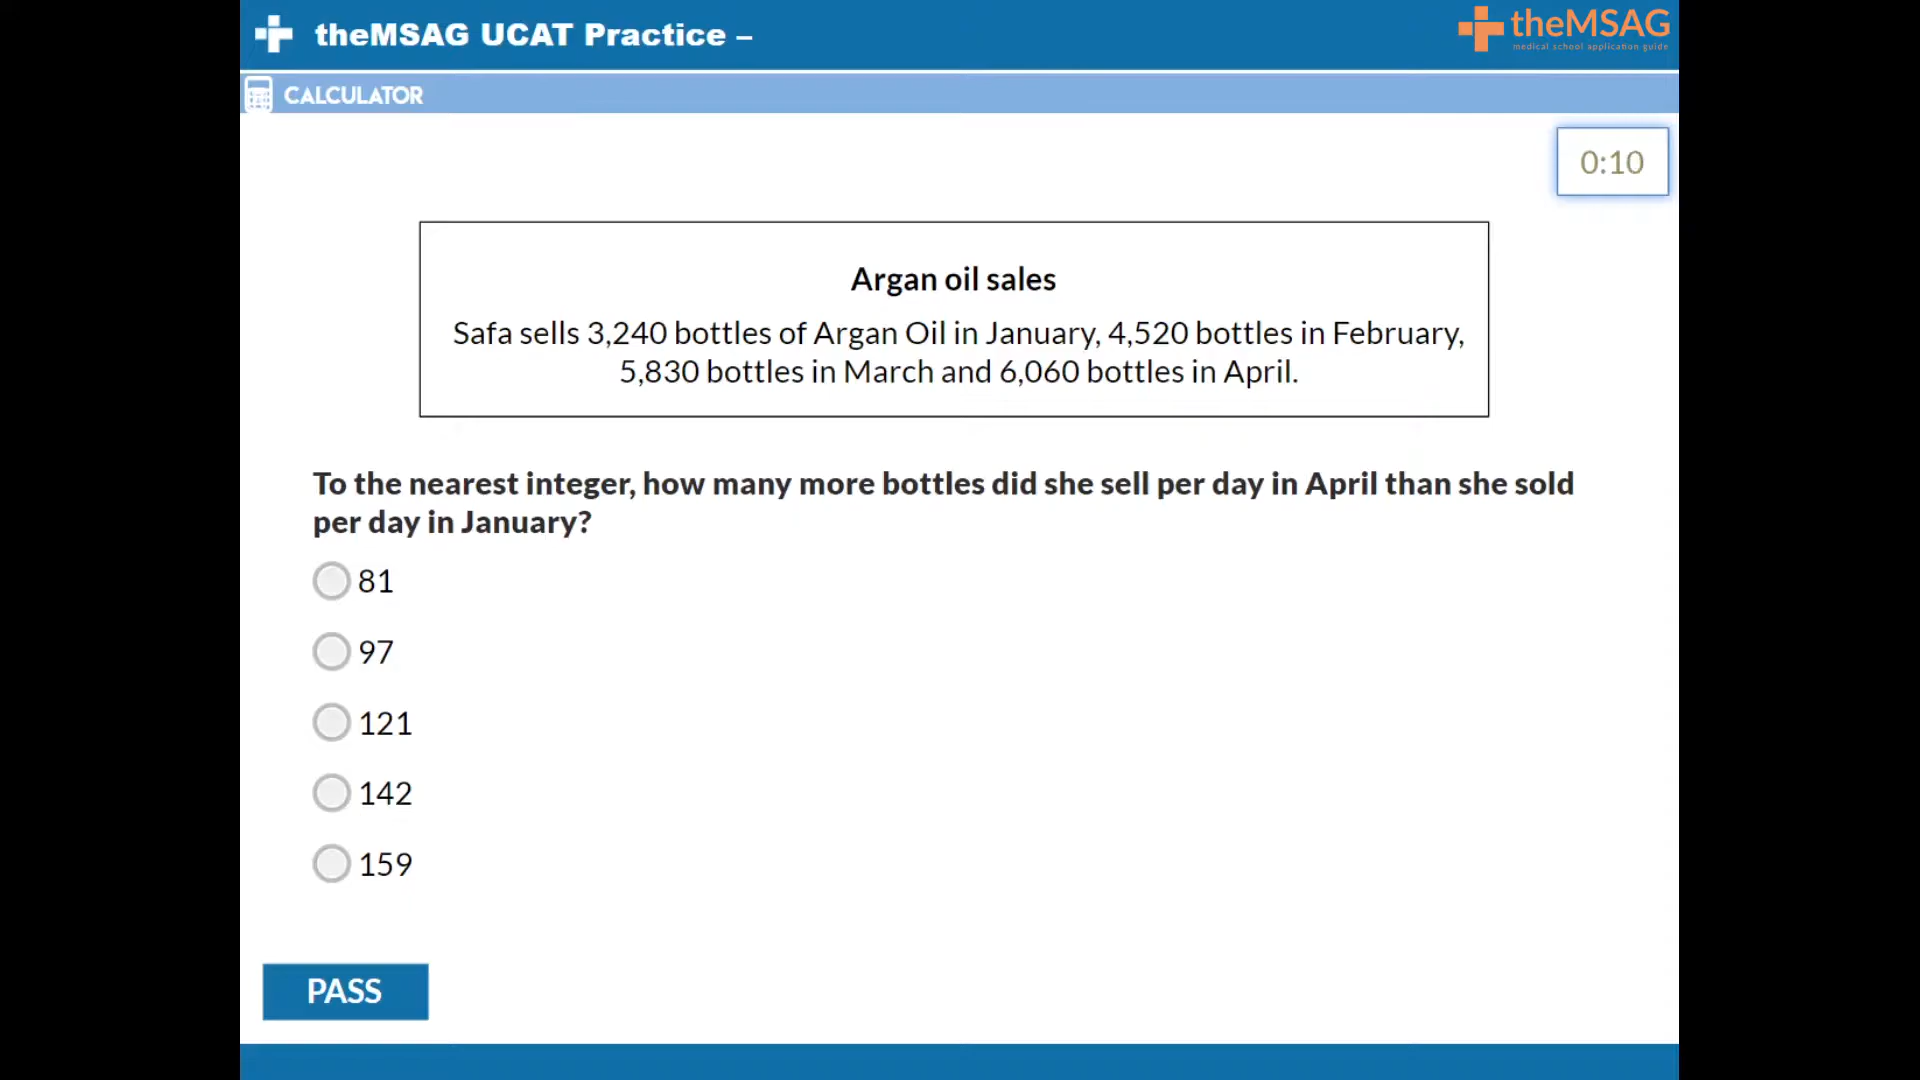 theMSAG UCAT Practice –
theMSAG
medical school application guide
CALCULATOR
0:10
Argan oil sales
Safa sells 3,240 bottles of Argan Oil in January, 4,520 bottles in February,
5,830 bottles in March and 6,060 bottles in April.
To the nearest integer, how many more bottles did she sell per day in April than she sold
per day in January?
81
97
121
142
159
PASS